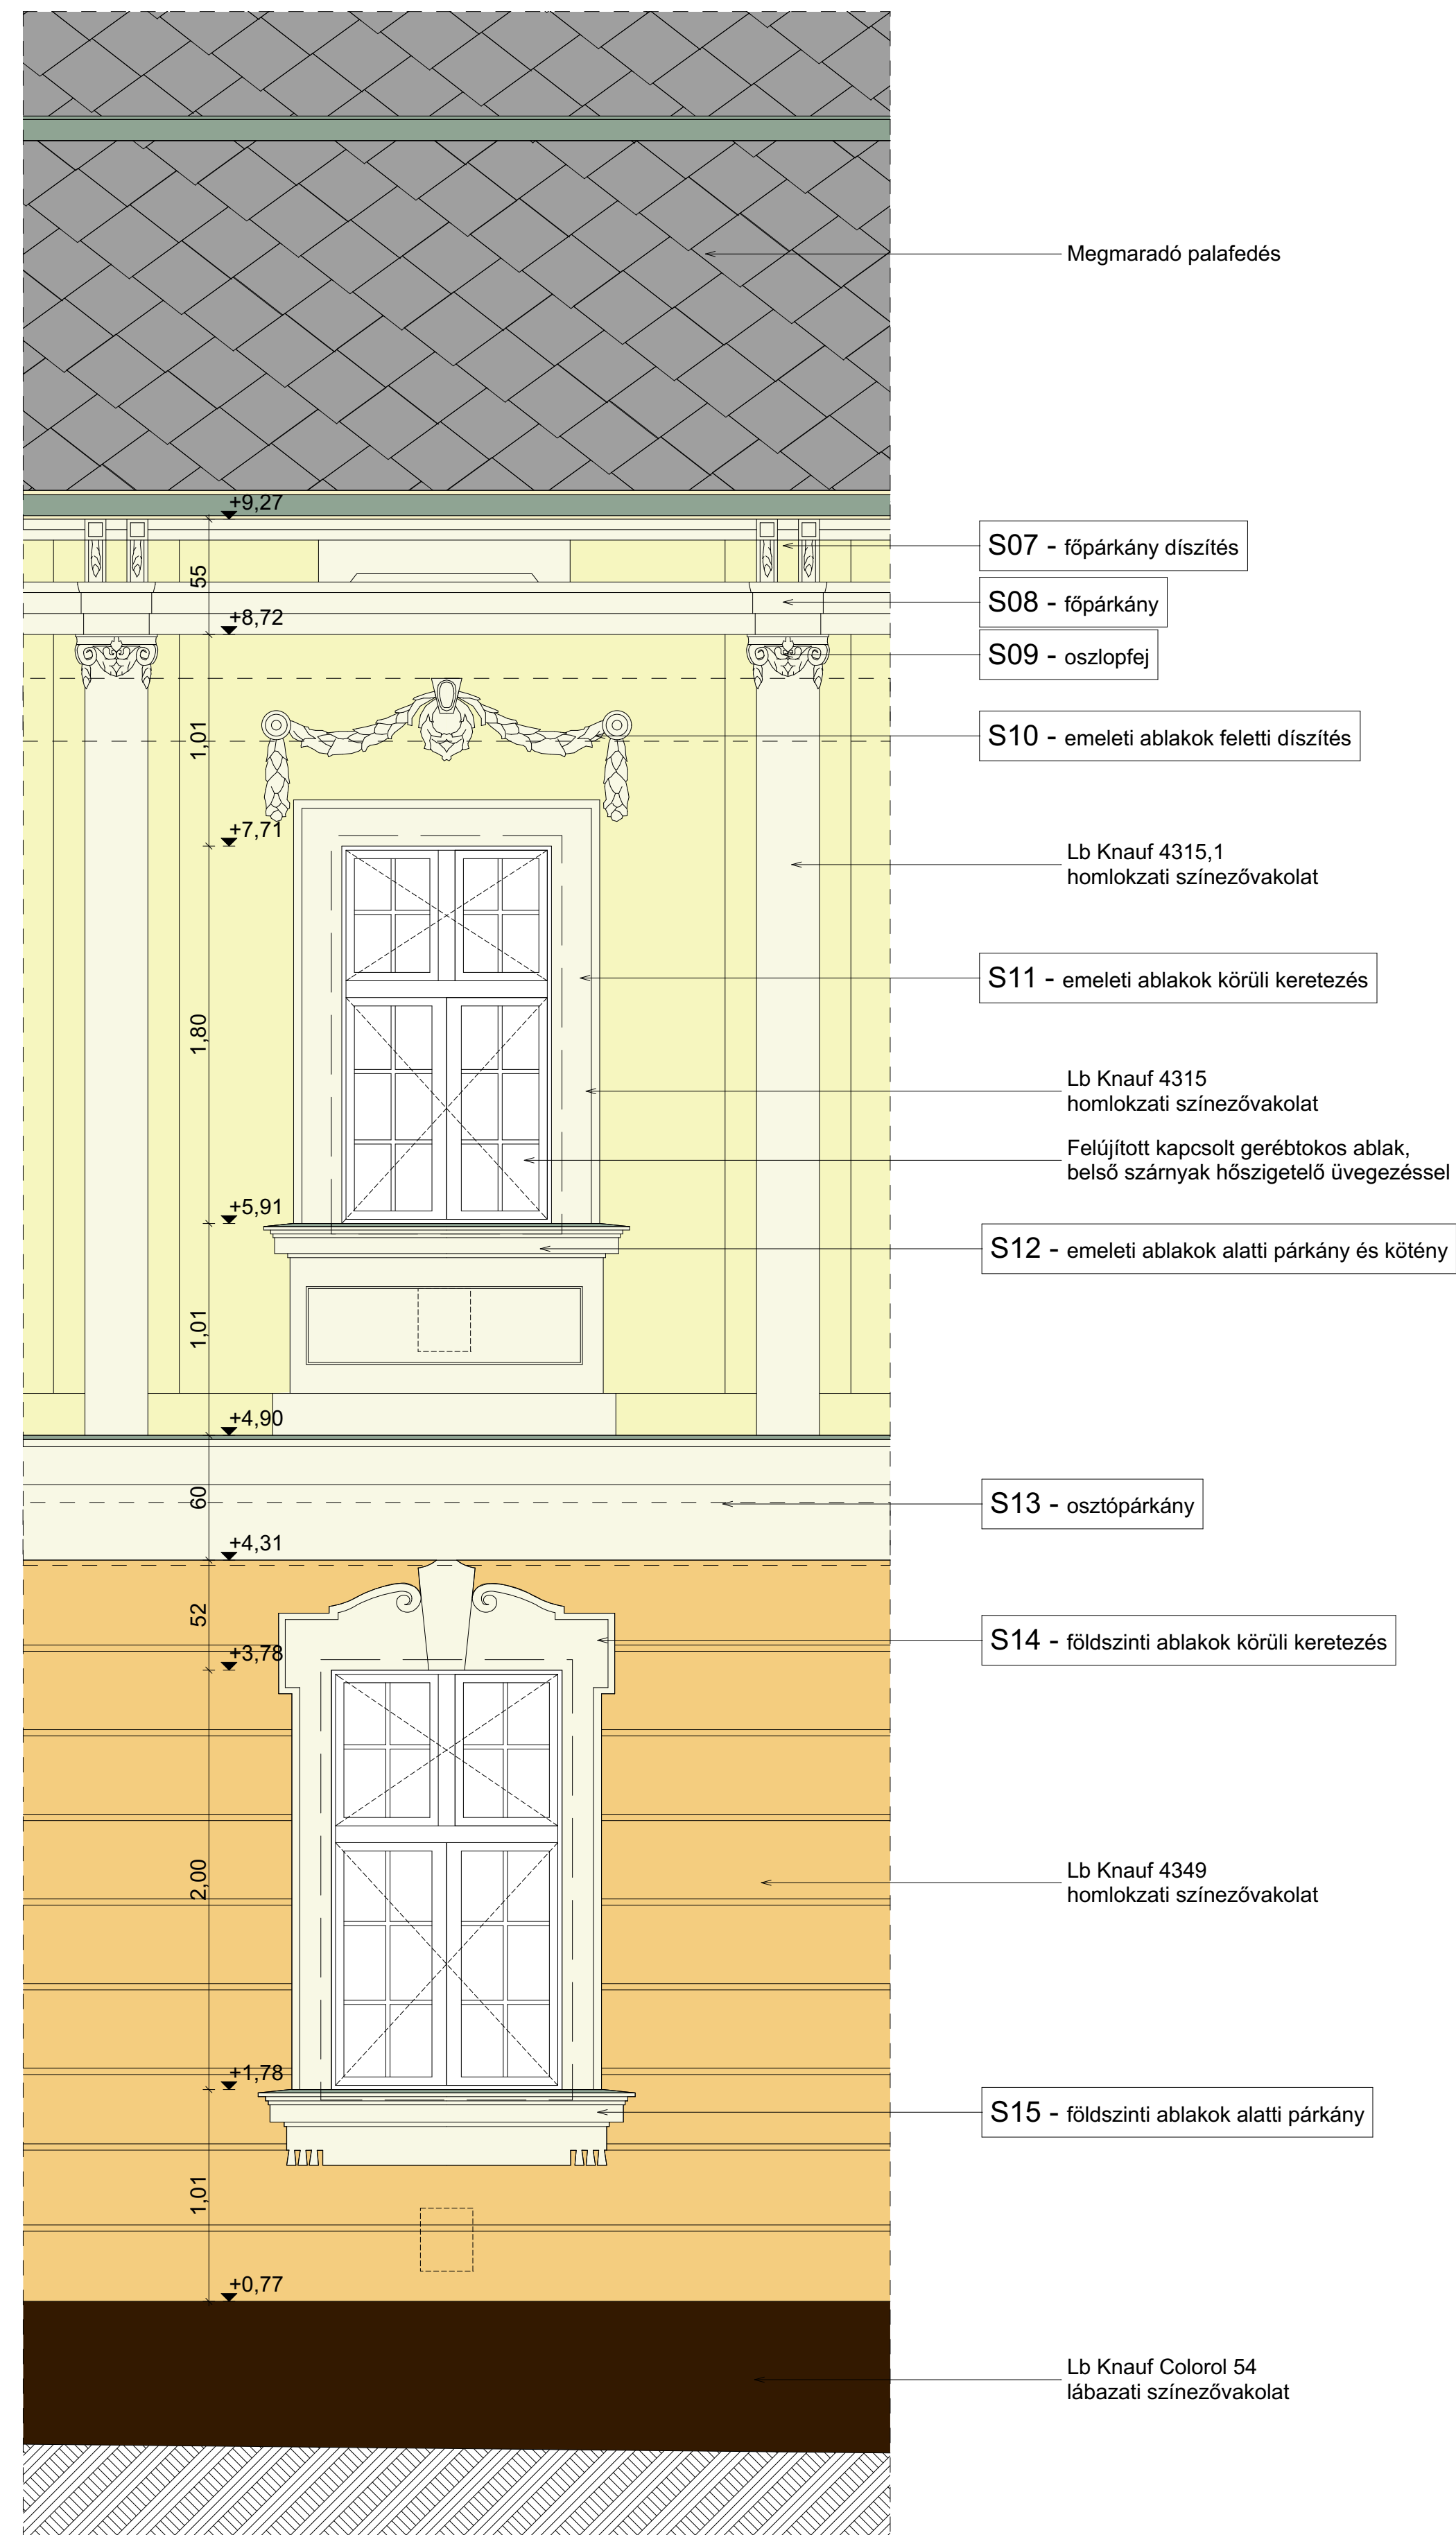 Megmaradó palafedés
+9,27
S07 - főpárkány díszítés
55
S08 - főpárkány
+8,72
S09 - oszlopfej
1,01
S10 - emeleti ablakok feletti díszítés
+7,71
Lb Knauf 4315,1
homlokzati színezővakolat
S11 - emeleti ablakok körüli keretezés
1,80
Lb Knauf 4315
homlokzati színezővakolat
Felújított kapcsolt gerébtokos ablak,
belső szárnyak hőszigetelő üvegezéssel
+5,91
S12 - emeleti ablakok alatti párkány és kötény
1,01
+4,90
60
S13 - osztópárkány
+4,31
52
S14 - földszinti ablakok körüli keretezés
+3,78
2,00
Lb Knauf 4349
homlokzati színezővakolat
+1,78
S15 - földszinti ablakok alatti párkány
1,01
+0,77
Lb Knauf Colorol 54
lábazati színezővakolat